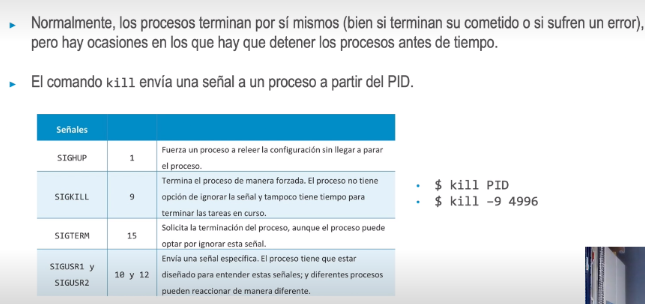 Normalmente, los procesos terminan por sí mismos (bien si terminan su cometido o si sufren un error),
pero hay ocasiones en los que hay que detener los procesos antes de tiempo.
El comando kill envía una señal a un proceso a partir del PID.
Señales
SIGHUP
1
Fuerza un proceso a releer la configuración sin llegar a parar
el proceso.
SIGKILL
9
Termina el proceso de manera forzada. El proceso no tiene
opción de ignorar la señal y tampoco tiene tiempo para
terminar las tareas en curso.
SIGTERM
15
Solicita la terminación del proceso, aunque el proceso puede
optar por ignorar esta señal.
SIGUSR1 y
SIGUSR2
10 y 12
Envía una señal específica. El proceso tiene que estar
diseñado para entender estas señales; y diferentes procesos
pueden reaccionar de manera diferente.
$ kill PID
$ kill -9 4996